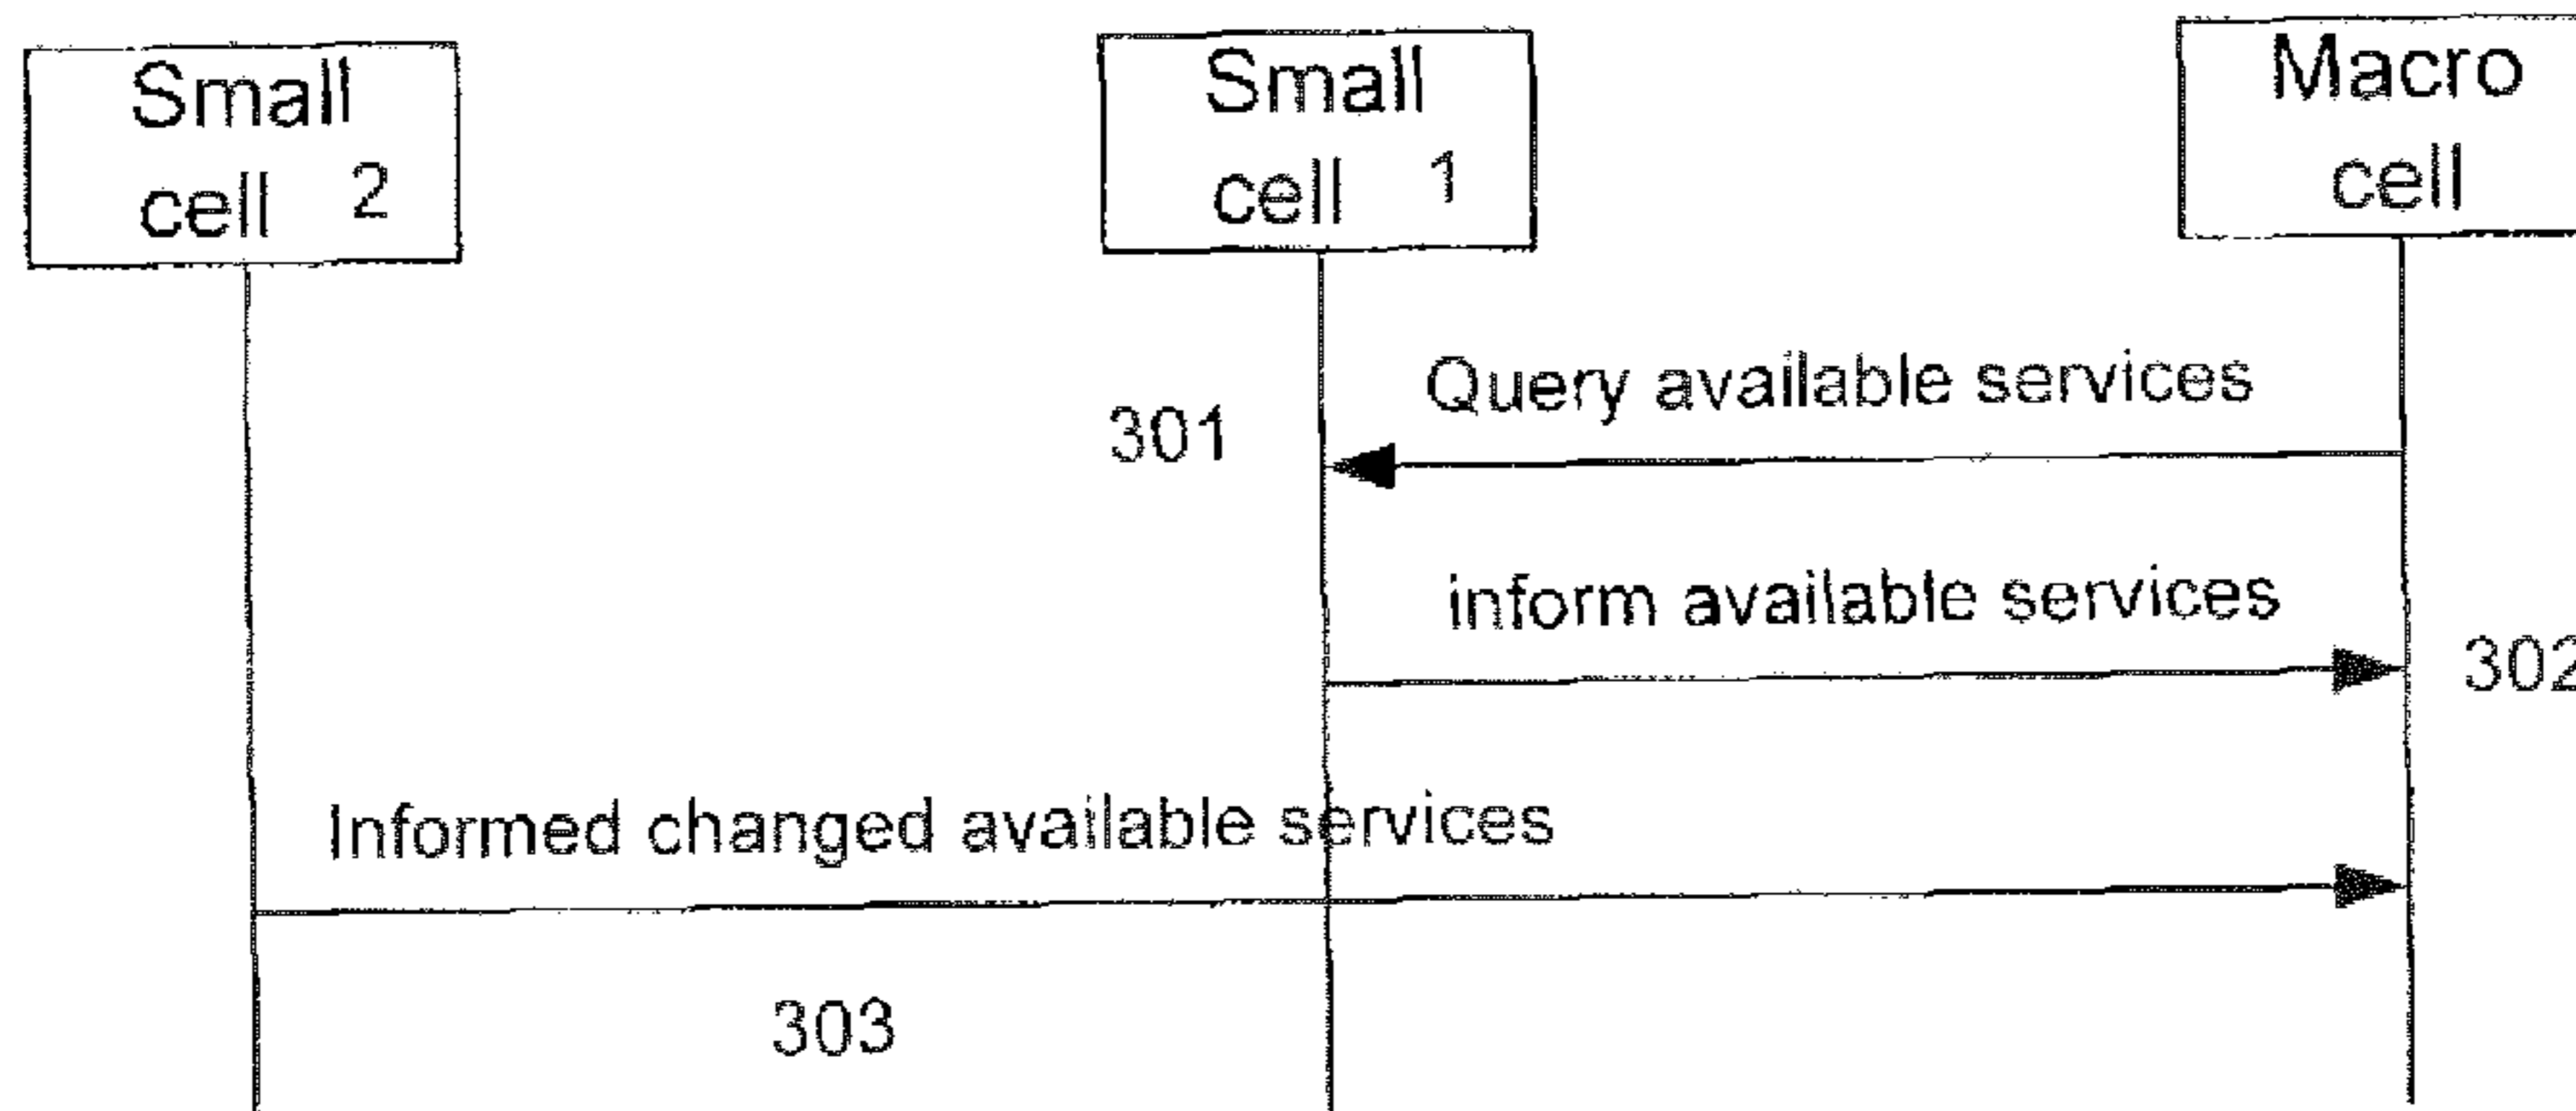 Small
cell 2
Small
cell 1
Macro
cell
Query available services
301
inform available services
302
Informed changed available services
303